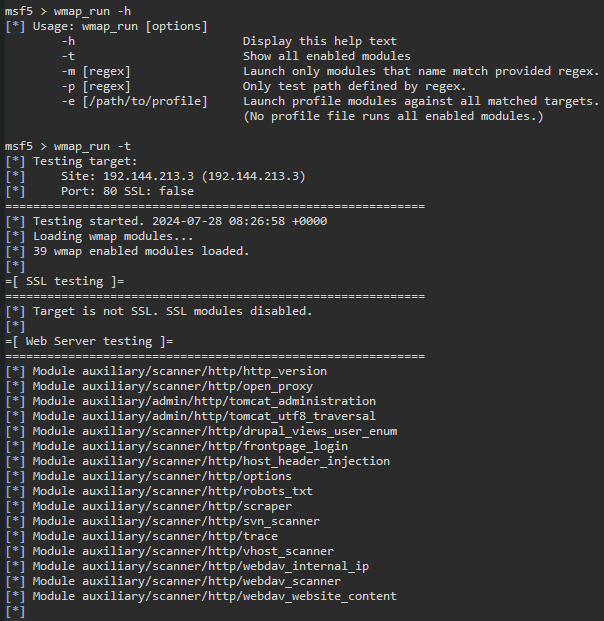 msf5 > wmap_run -h
[*] Usage: wmap_run [options]
        -h                        Display this help text
        -t                        Show all enabled modules
        -m [regex]                Launch only modules that name match provided regex.
        -p [regex]                Only test path defined by regex.
        -e [/path/to/profile]     Launch profile modules against all matched targets.
                                  (No profile file runs all enabled modules.)
msf5 > wmap_run -t
[*] Testing target:
[*]     Site: 192.144.213.3 (192.144.213.3)
[*]     Port: 80 SSL: false
============================================================
[*] Testing started. 2024-07-28 08:26:58 +0000
[*] Loading wmap modules...
[*] 39 wmap enabled modules loaded.
[*]
=[ SSL testing ]=
============================================================
[*] Target is not SSL. SSL modules disabled.
[*]
=[ Web Server testing ]=
============================================================
[*] Module auxiliary/scanner/http/http_version
[*] Module auxiliary/scanner/http/open_proxy
[*] Module auxiliary/admin/http/tomcat_administration
[*] Module auxiliary/admin/http/tomcat_utf8_traversal
[*] Module auxiliary/scanner/http/drupal_views_user_enum
[*] Module auxiliary/scanner/http/frontpage_login
[*] Module auxiliary/scanner/http/host_header_injection
[*] Module auxiliary/scanner/http/options
[*] Module auxiliary/scanner/http/robots_txt
[*] Module auxiliary/scanner/http/scraper
[*] Module auxiliary/scanner/http/svn_scanner
[*] Module auxiliary/scanner/http/trace
[*] Module auxiliary/scanner/http/vhost_scanner
[*] Module auxiliary/scanner/http/webdav_internal_ip
[*] Module auxiliary/scanner/http/webdav_scanner
[*] Module auxiliary/scanner/http/webdav_website_content
[*]